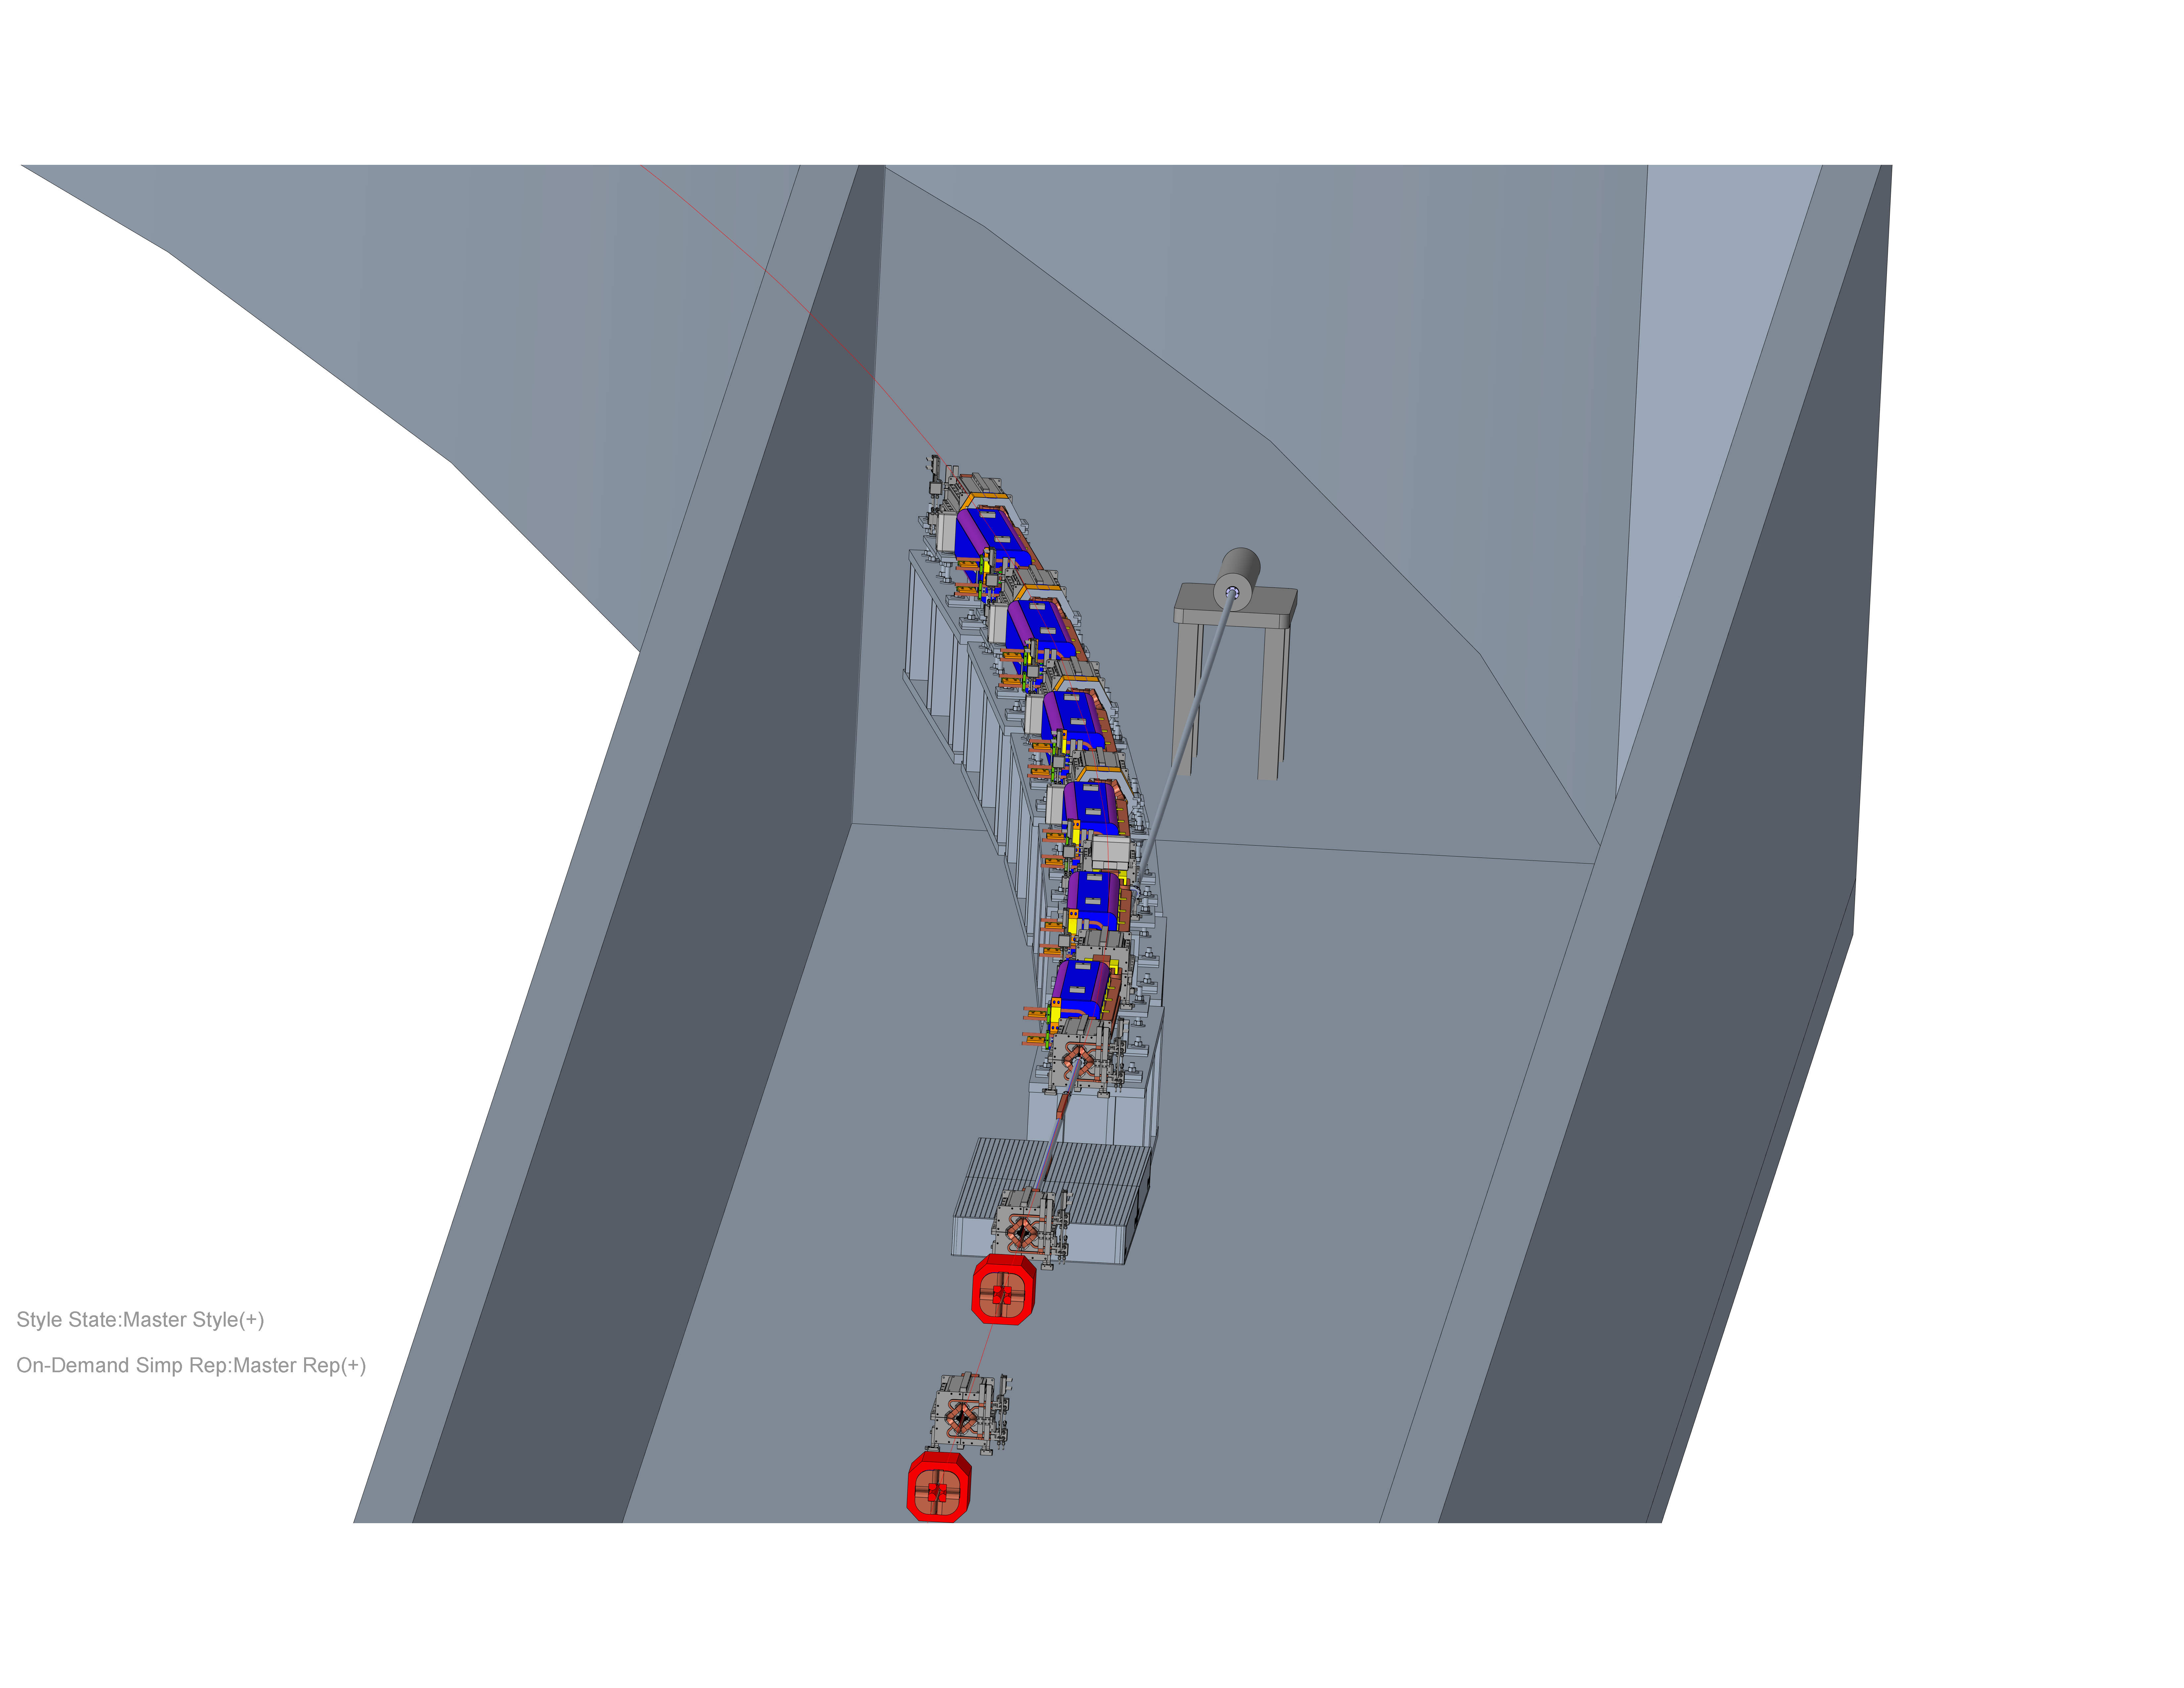 Style State:Master Style(+)
On-Demand Simp Rep:Master Rep(+)